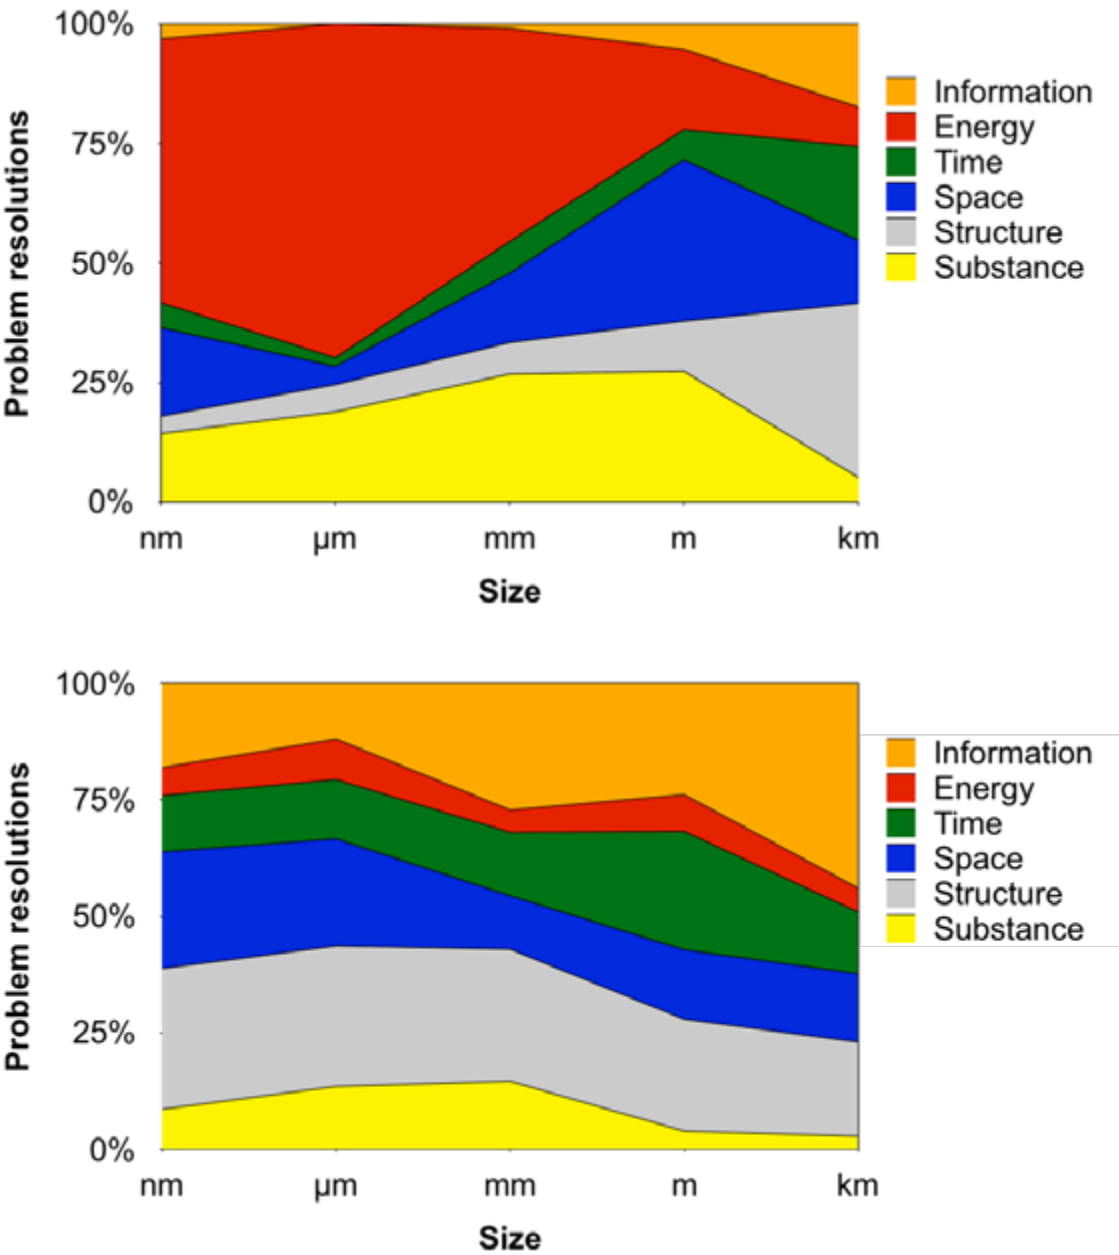 100%
75%
50%
25%
0%
Problem resolutions
nm
µm
mm
m
km
Size
Information
Energy
Time
Space
Structure
Substance
100%
75%
50%
25%
0%
Problem resolutions
nm
µm
mm
m
km
Size
Information
Energy
Time
Space
Structure
Substance